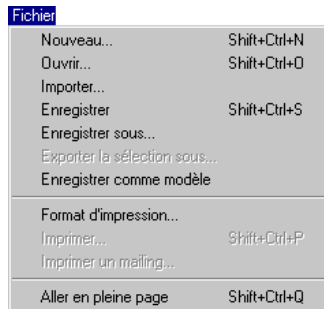 Fichier
Nouveau... Shift+Ctrl+N
Ouvrir... Shift+Ctrl+O
Importer...
Enregistrer Shift+Ctrl+S
Enregistrer sous...
Exporter la sélection sous...
Enregistrer comme modèle
Format d'impression...
Imprimer... Shift+Ctrl+P
Imprimer un mailing...
Aller en pleine page Shift+Ctrl+Q